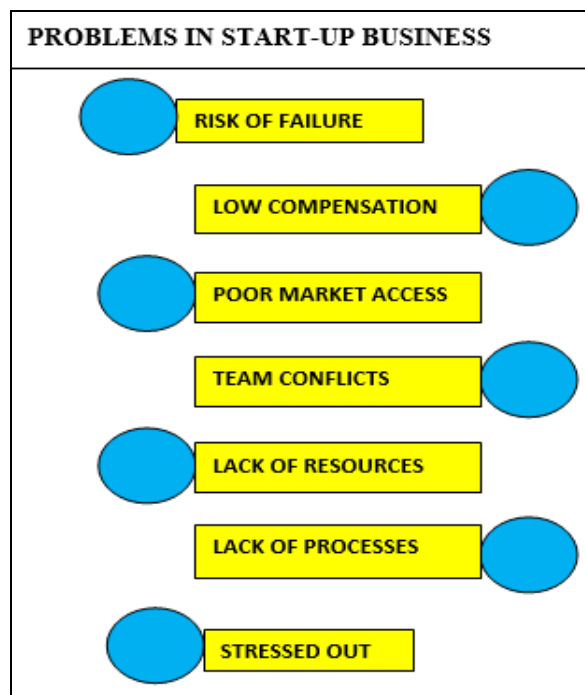 PROBLEMS IN START-UP BUSINESS
RISK OF FAILURE
LOW COMPENSATION
POOR MARKET ACCESS
TEAM CONFLICTS
LACK OF RESOURCES
LACK OF PROCESSES
STRESSED OUT